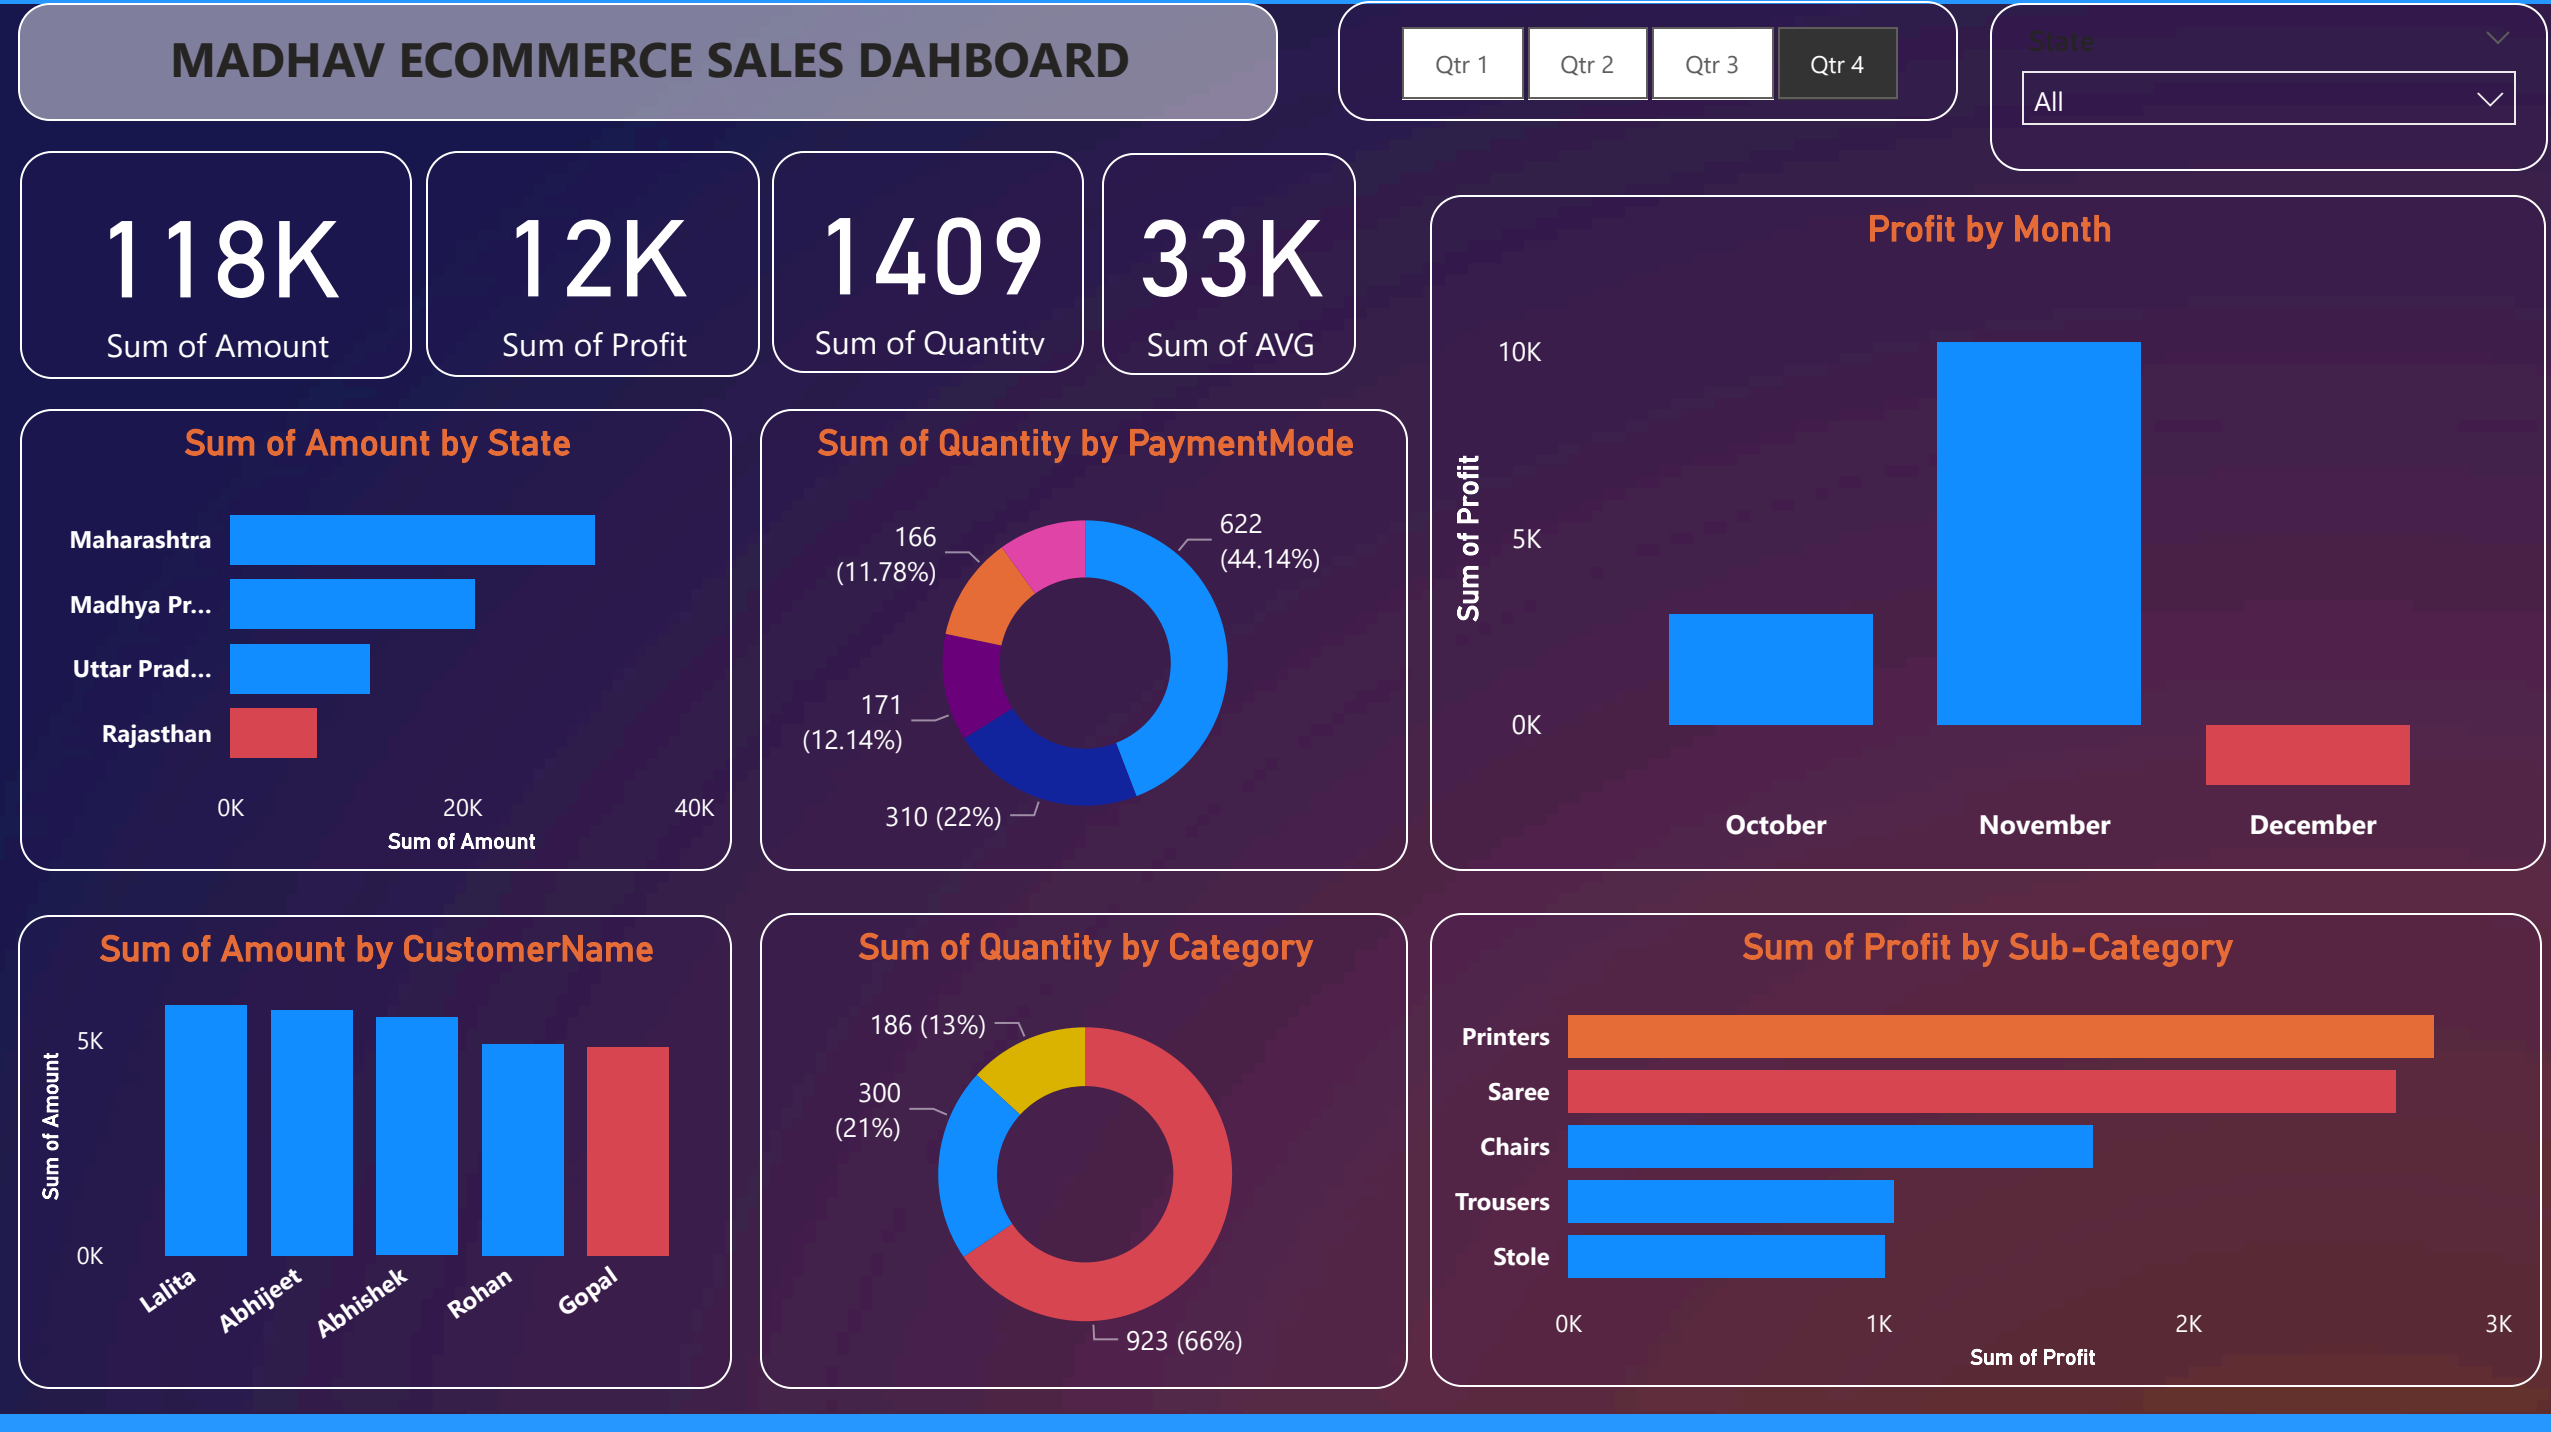 MADHAV ECOMMERCE SALES DAHBOARD
Qtr 1
Qtr 2
Qtr 3
Qtr 4
State
All
118K
Sum of Amount
12K
Sum of Profit
1409
Sum of Quantity
33K
Sum of AVG
Profit by Month
Sum of Profit
10K
5K
0K
October
November
December
Sum of Amount by State
Maharashtra
Madhya Pr...
Uttar Prad...
Rajasthan
0K
20K
40K
Sum of Amount
Sum of Quantity by PaymentMode
622
(44.14%)
166
(11.78%)
171
(12.14%)
310 (22%)
Sum of Amount by CustomerName
Sum of Amount
5K
0K
Lalita
Abhijeet
Abhishek
Rohan
Gopal
Sum of Quantity by Category
186 (13%)
300
(21%)
923 (66%)
Sum of Profit by Sub-Category
Printers
Saree
Chairs
Trousers
Stole
0K
1K
2K
3K
Sum of Profit